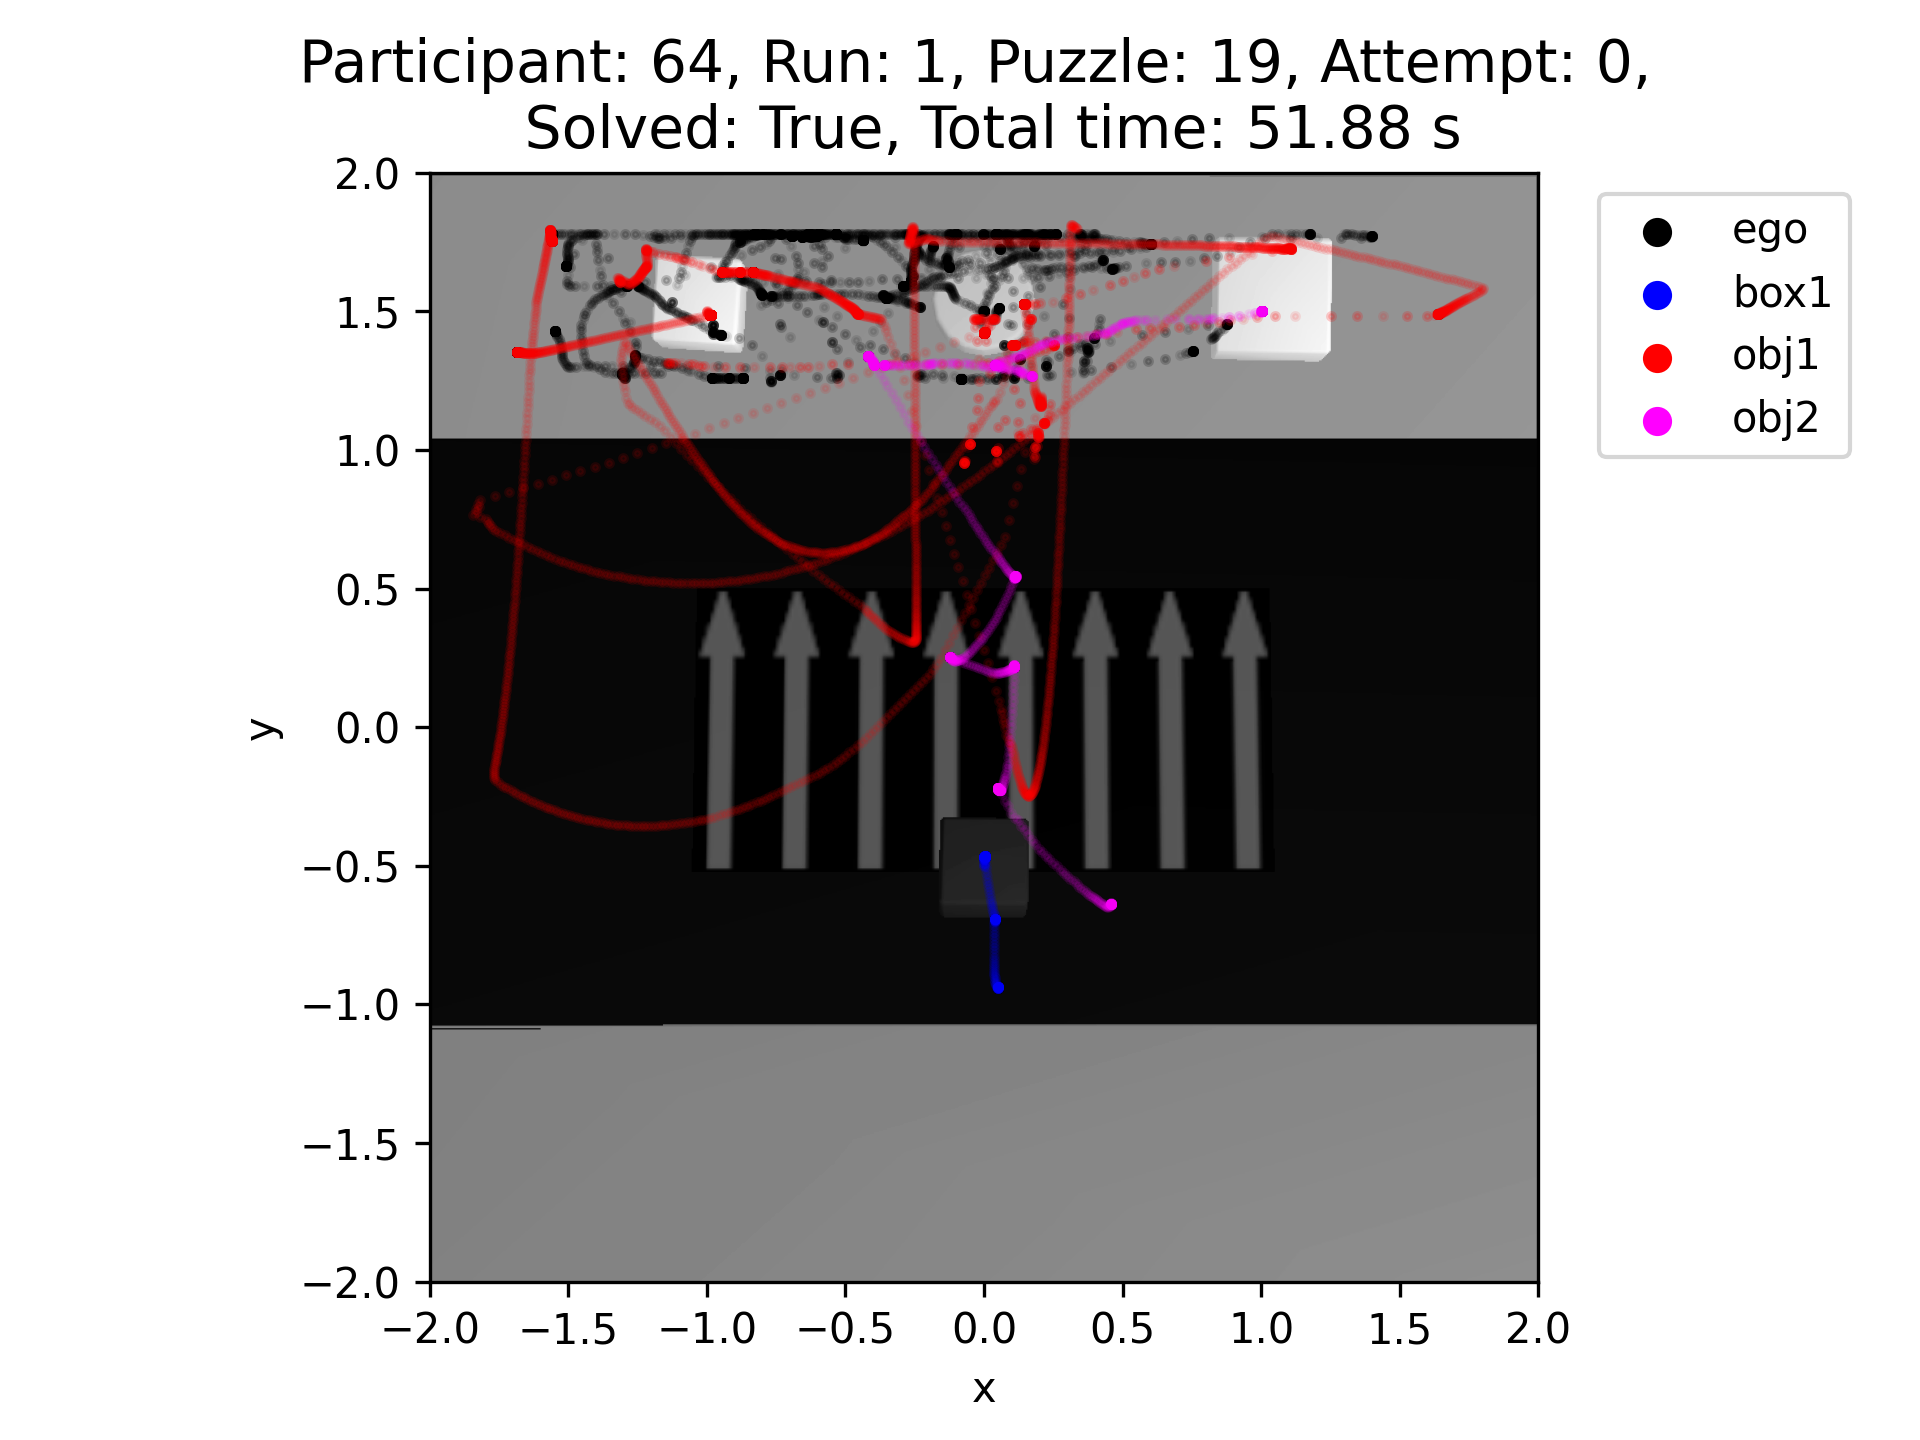 Participant: 64, Run: 1, Puzzle: 19, Attempt: 0,
Solved: True, Total time: 51.88 s
2.0
1.5
1.0
0.5
0.0
−0.5
−1.0
−1.5
−2.0
y
−2.0 −1.5 −1.0 −0.5 0.0 0.5 1.0 1.5 2.0
x
ego
box1
obj1
obj2